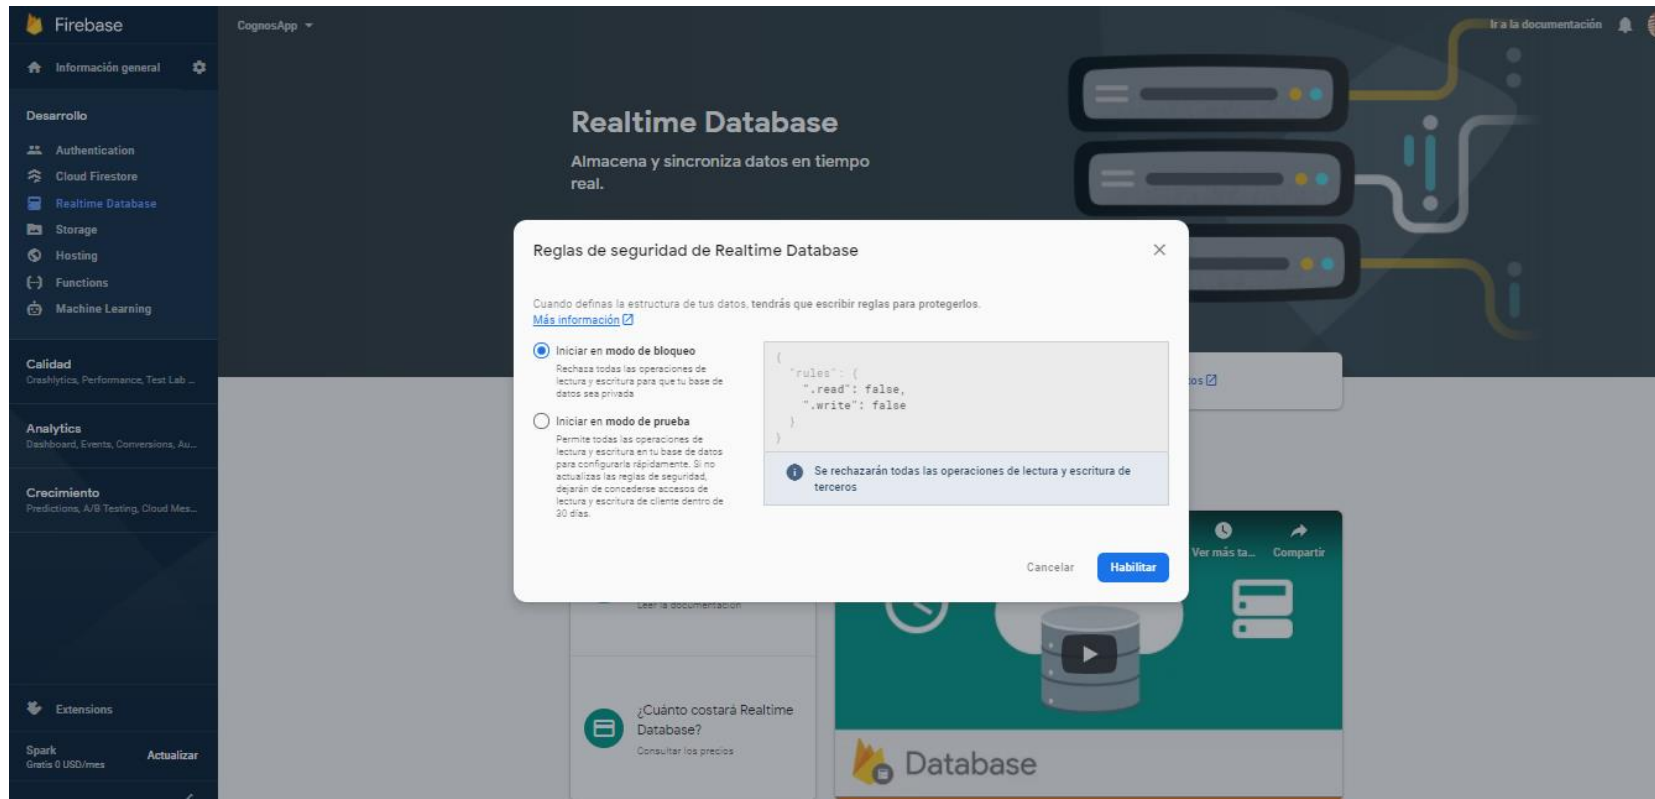 Firebase
CognosApp
Ir a la documentación
Información general
Desarrollo
Authentication
Cloud Firestore
Realtime Database
Storage
Hosting
Functions
Machine Learning
Calidad
Crashlytics, Performance, Test Lab ...
Analytics
Dashboard, Events, Conversions, Au...
Crecimiento
Predictions, A/B Testing, Cloud Mes...
Extensions
Spark
Gratis 0 USD/mes
Actualizar
Realtime Database
Almacena y sincroniza datos en tiempo
real.
Reglas de seguridad de Realtime Database
Cuando definas la estructura de tus datos, tendrás que escribir reglas para protegerlos.
Más información
Iniciar en modo de bloqueo
Rechaza todas las operaciones de
lectura y escritura para que tu base de
datos sea privada
Iniciar en modo de prueba
Permite todas las operaciones de
lectura y escritura en tu base de datos
para configurarla rápidamente. Si no
actualizas las reglas de seguridad,
dejarán de concederse accesos de
lectura y escritura de cliente dentro de
30 días.
{
"rules": {
".read": false,
".write": false
}
}
Se rechazarán todas las operaciones de lectura y escritura de
terceros
Cancelar
Habilitar
Leer la documentación
¿Cuánto costará Realtime
Database?
Consultar los precios
Ver más ta...
Compartir
Database